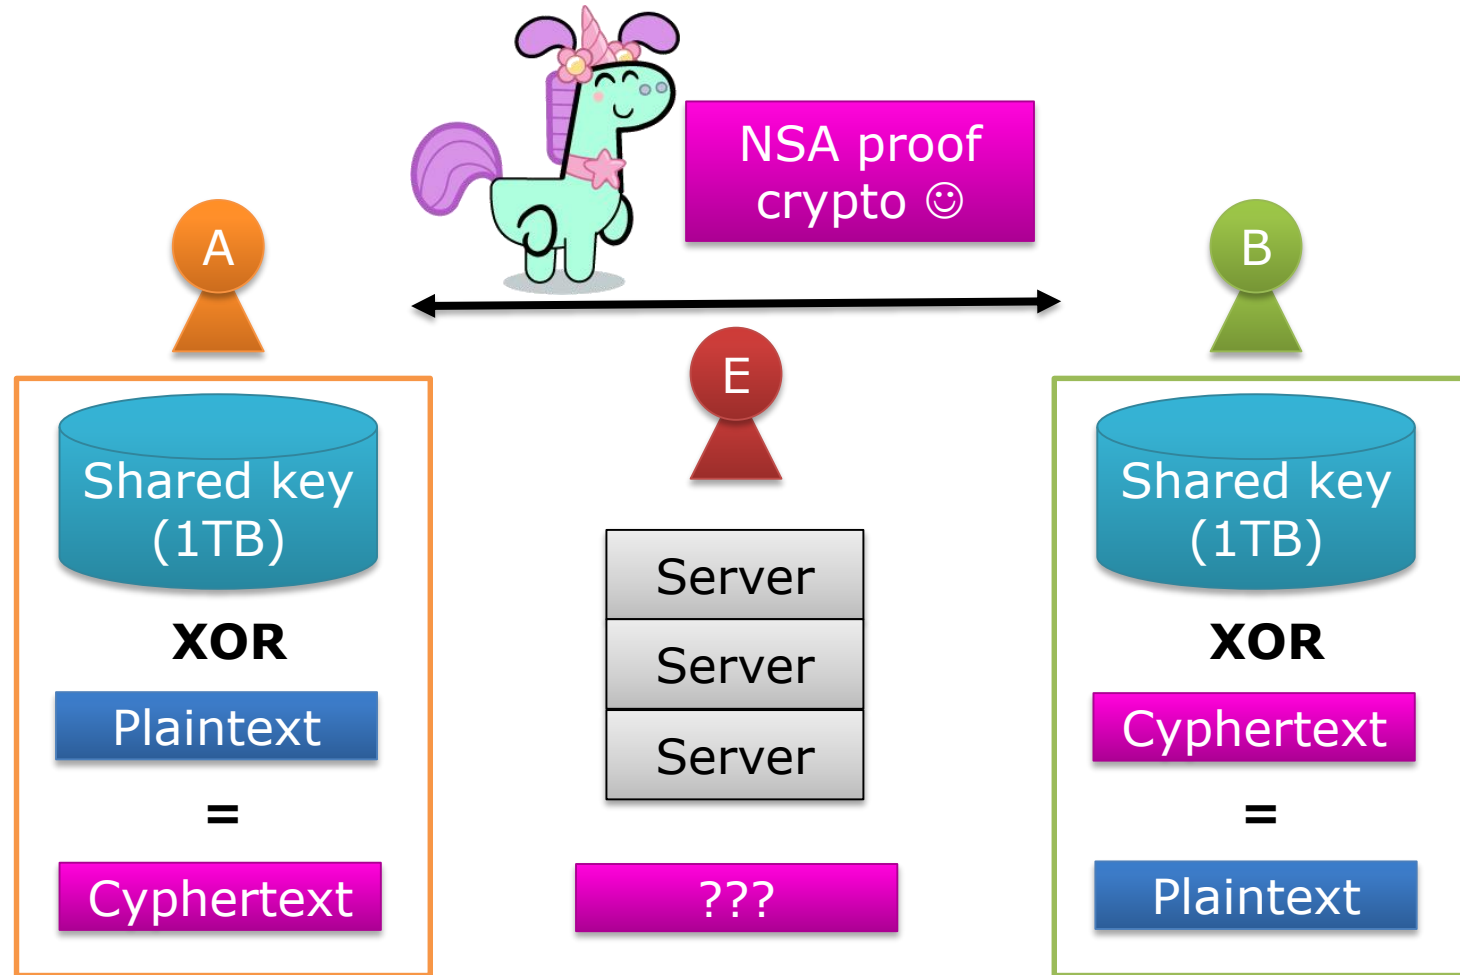 NSA proof
crypto ☺
A
B
E
Shared key
(1TB)
XOR
Plaintext
=
Cyphertext
Server
Server
Server
???
Shared key
(1TB)
XOR
Cyphertext
=
Plaintext